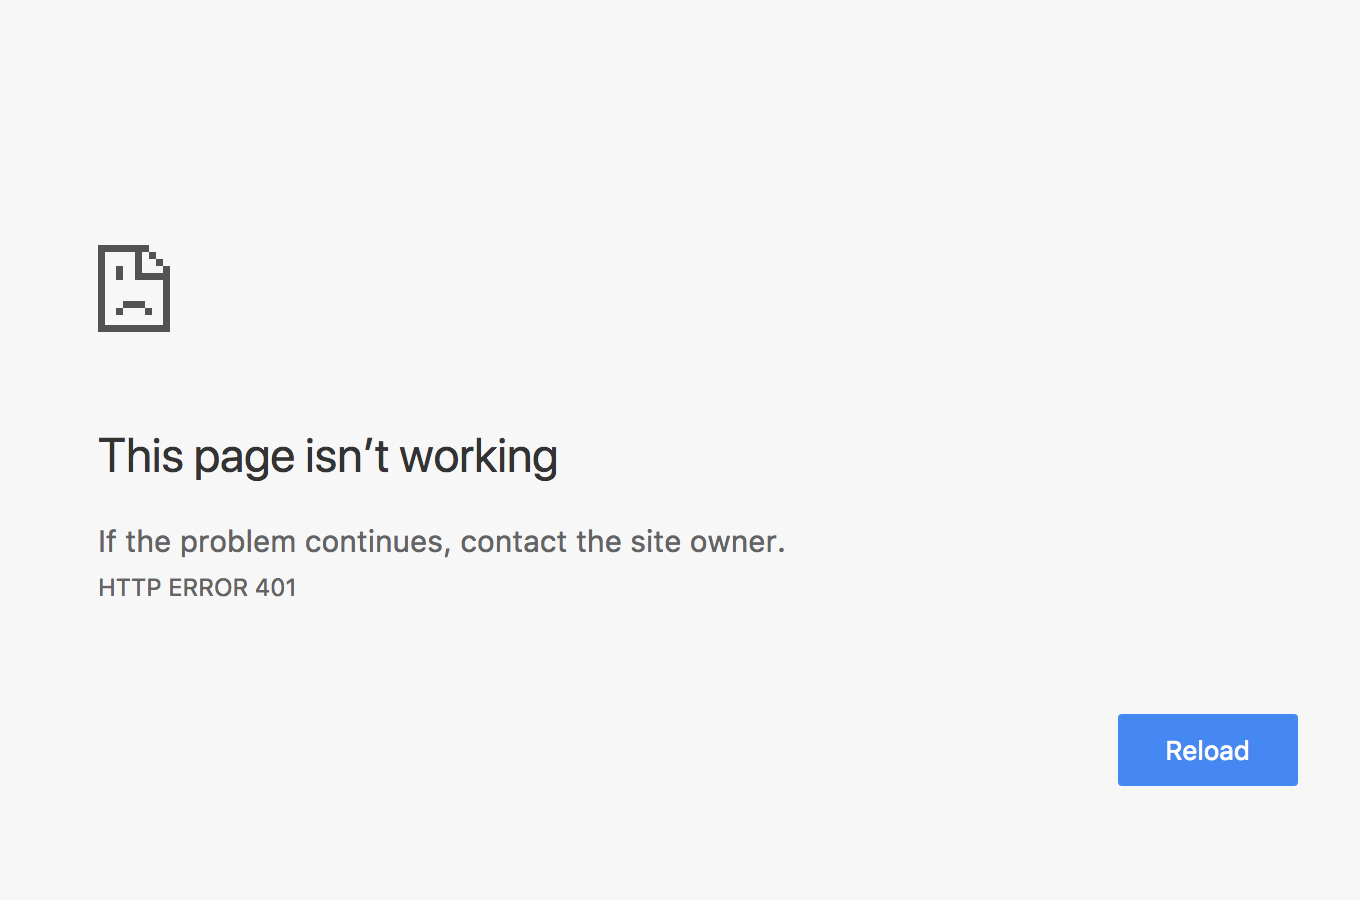 This page isn’t working
If the problem continues, contact the site owner.
HTTP ERROR 401
Reload